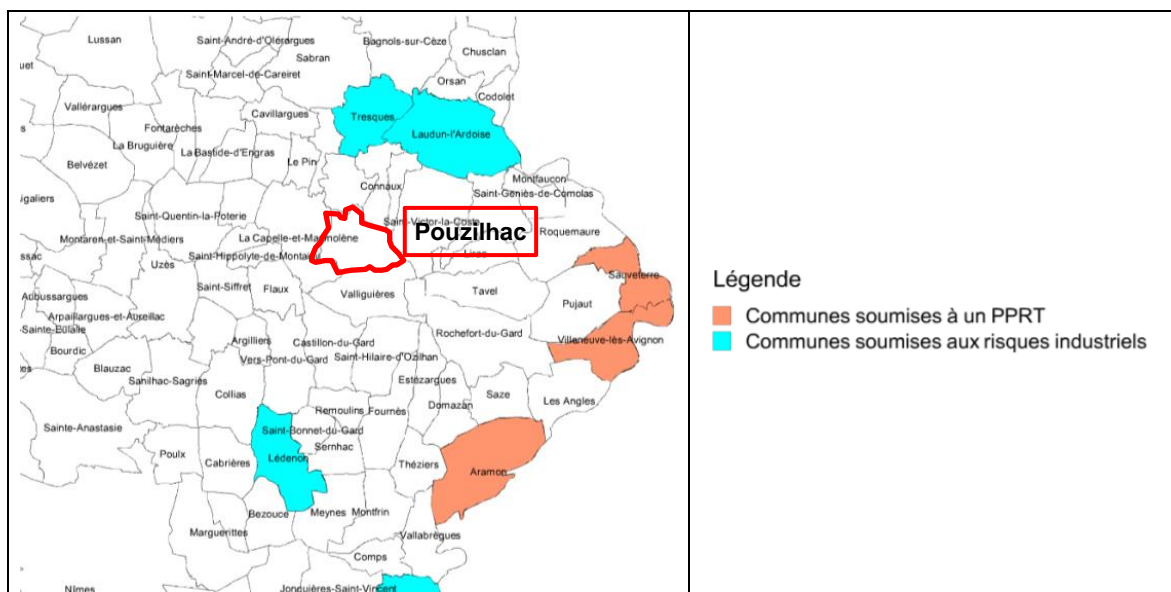 Lussan
Saint-André-d'Olérargues
Bagnols-sur-Cèze
Chusclan
Sabran
Saint-Marcel-de-Careiret
Orsan
Codolet
Vallérargues
Cavillargues
Tresques
Fontarèches
Laudun-l'Ardoise
La Bruguière
La Bastide-d'Engras
Belvézet
Le Pin
Montfaucon
Connaux
Saint-Geniès-de-Comolas
Saint-Quentin-la-Poterie
Saint-Victor-la-Coste
Pouzilhac
Roquemaure
Montaren-et-Saint-Médiers
La Capelle-et-Masmolène
Saint-Hippolyte-de-Montaigu
Uzès
Sauveterre
Saint-Siffret
Flaux
Valliguières
Tavel
Pujaut
Aubussargues
Arpaillargues-et-Aureillac
Rochefort-du-Gard
Bourdic
Argilliers
Castillon-du-Gard
Villeneuve-lès-Avignon
Vers-Pont-du-Gard
Saint-Hilaire-d'Ozilhan
Blauzac
Sanilhac-Sagriès
Estézargues
Collias
Saze
Les Angles
Domazan
Remoulins
Fournès
Sainte-Anastasie
Saint-Bonnet-du-Gard
Sernhac
Poulx
Cabrières
Lédenon
Théziers
Aramon
Bezouce
Meynes
Montfrin
Marguerittes
Vallabrègues
Comps
Nîmes
Jonquières-Saint-Vincent
Légende
Communes soumises à un PPRT
Communes soumises aux risques industriels